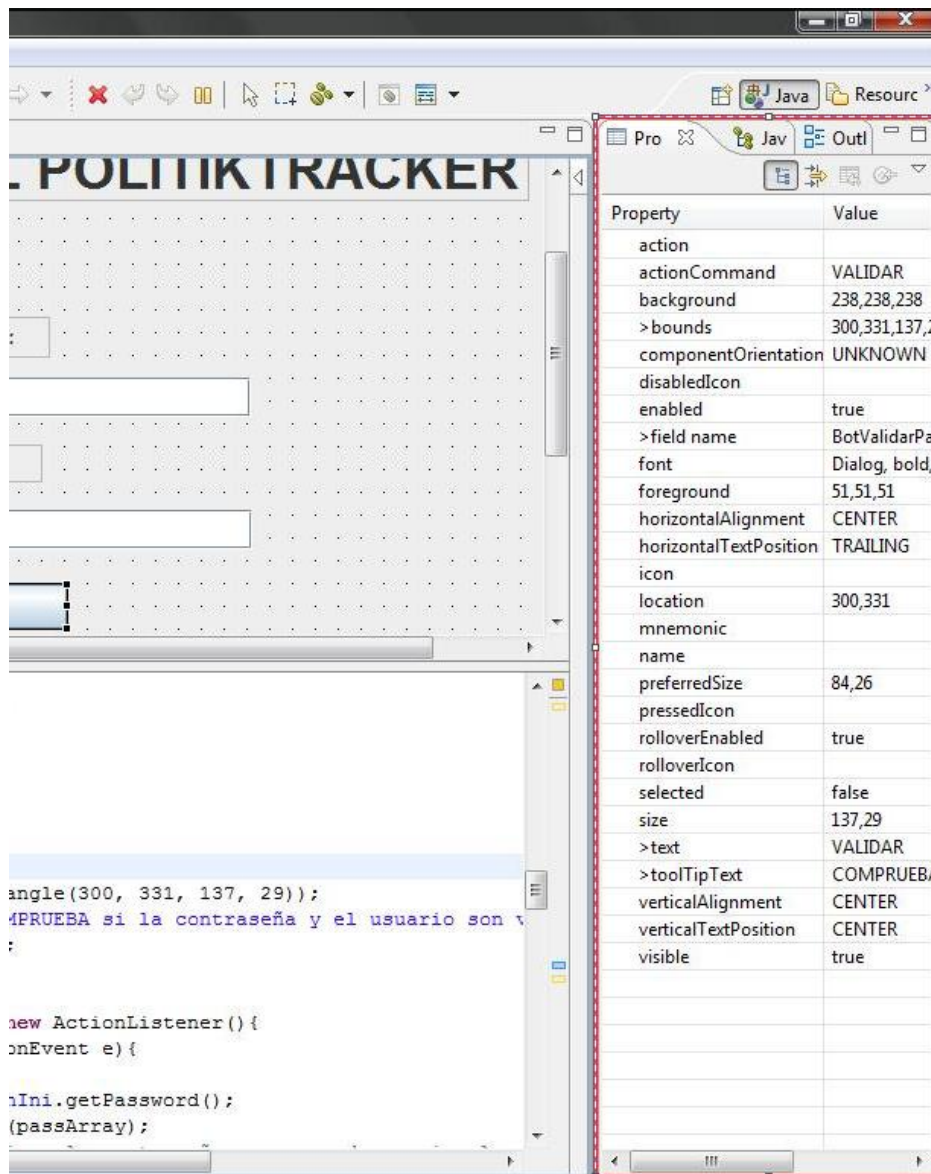 Java Resourc
Pro Jav Outl
POLITIKTRACKER
Property Value
action
actionCommand VALIDAR
background 238,238,238
>bounds 300,331,137,2
componentOrientation UNKNOWN
disabledIcon
enabled true
>field name BotValidarPa
font Dialog, bold,
foreground 51,51,51
horizontalAlignment CENTER
horizontalTextPosition TRAILING
icon
location 300,331
mnemonic
name
preferredSize 84,26
pressedIcon
rolloverEnabled true
rolloverIcon
selected false
size 137,29
>text VALIDAR
>toolTipText COMPRUEBA
verticalAlignment CENTER
verticalTextPosition CENTER
visible true
angle(300, 331, 137, 29));
MPRUEBA si la contraseña y el usuario son v
;
new ActionListener(){
onEvent e){
nIni.getPassword();
(passArray);